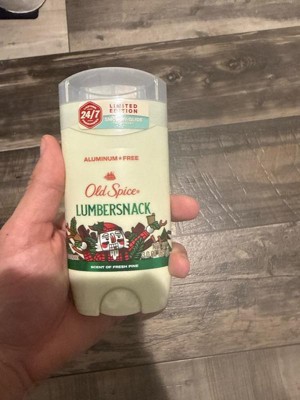 24/7
LIMITED
EDITION
ALUMINUM FREE
Old Spice
LUMBERSNACK
SCENT OF FRESH PINE